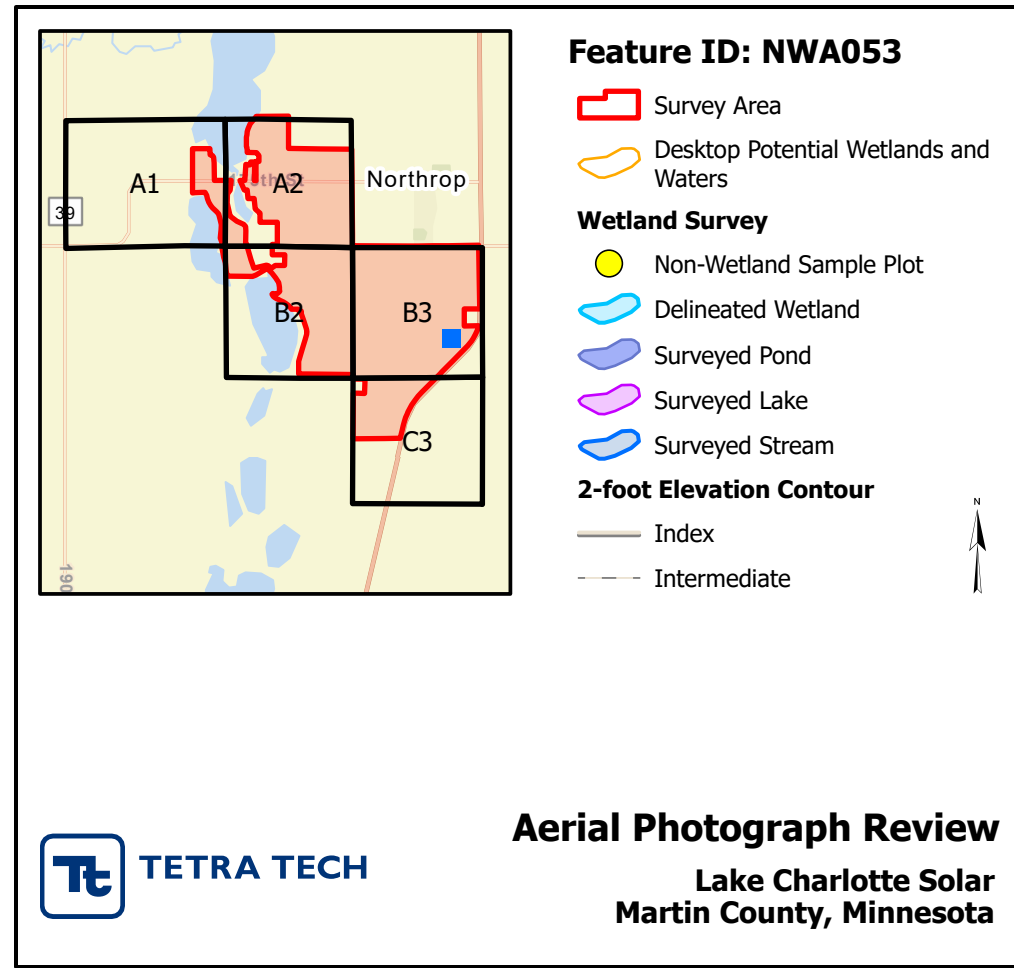 Feature ID: NWA053
Survey Area
Desktop Potential Wetlands and
Waters
Wetland Survey
Non-Wetland Sample Plot
Delineated Wetland
Surveyed Pond
Surveyed Lake
Surveyed Stream
2-foot Elevation Contour
Index
Intermediate
N
A1
A2
Northrop
39
B2
B3
C3
190
Tt
TETRA TECH
Aerial Photograph Review
Lake Charlotte Solar
Martin County, Minnesota